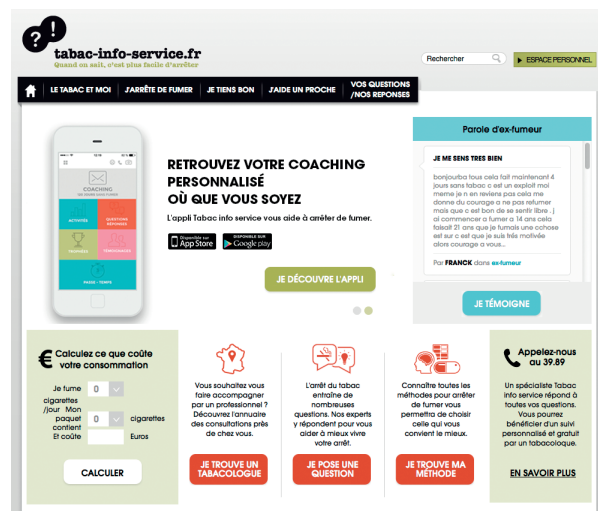 ?!
tabac-info-service.fr
Quand on sait, c'est plus facile d'arrêter
Rechercher
ESPACE PERSONNEL
LE TABAC ET MOI
J'ARRÊTE DE FUMER
JE TIENS BON
J'AIDE UN PROCHE
VOS QUESTIONS
/NOS REPONSES
COACHING
ACTIVITÉS
QUESTIONS
RÉPONSES
TROPHÉES
TÉMOIGNAGES
PAUSE - TEMPS
RETROUVEZ VOTRE COACHING
PERSONNALISÉ
OÙ QUE VOUS SOYEZ
L'appli Tabac info service vous aide à arrêter de fumer.
Disponible sur
App Store
DISPONIBLE SUR
Google play
JE DÉCOUVRE L'APPLI
Parole d'ex-fumeur
JE ME SENS TRES BIEN
bonjourba tous cela fait maintenant 4
jours sans tabac c est un exploit moi
meme je n en reviens pas cela me
donne du courage a ne pas refumer
mais que c est bon de se sentir libre . j
ai commencer a fumer a 14 ans cela
faisait 21 ans que je fumais une cochose
est sur c est que je suis très motivée
alors courage a vous...
Par FRANCK dans ex-fumeur
JE TÉMOIGNE
€ Calculez ce que coûte
votre consommation
Je fume 0
cigarettes
/jour Mon
paquet 0 cigarettes
contient
Et coûte Euros
CALCULER
Vous souhaitez vous
faire accompagner
par un professionnel ?
Découvrez l'annuaire
des consultations près
de chez vous.
JE TROUVE UN
TABACOLOGUE
L'arrêt du tabac
entraîne de
nombreuses
questions. Nos experts
y répondent pour vous
aider à mieux vivre
votre arrêt.
JE POSE UNE
QUESTION
Connaître toutes les
méthodes pour arrêter
de fumer vous
permettra de choisir
celle qui vous
convient le mieux.
JE TROUVE MA
MÉTHODE
Appelez-nous
au 39.89
Un spécialiste Tabac
info service répond à
toutes vos questions.
Vous pourrez
bénéficier d'un suivi
personnalisé et gratuit
par un tabacoloque.
EN SAVOIR PLUS